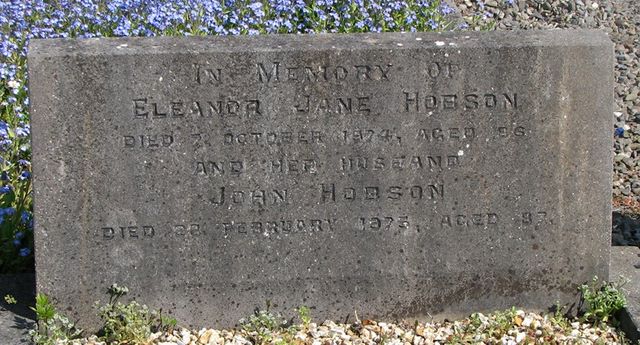 In Memory of
Eleanor Jane Hobson
Died 7. October 1974, aged 86
and her husband
John Hobson
Died 22 February 1975, aged 87.